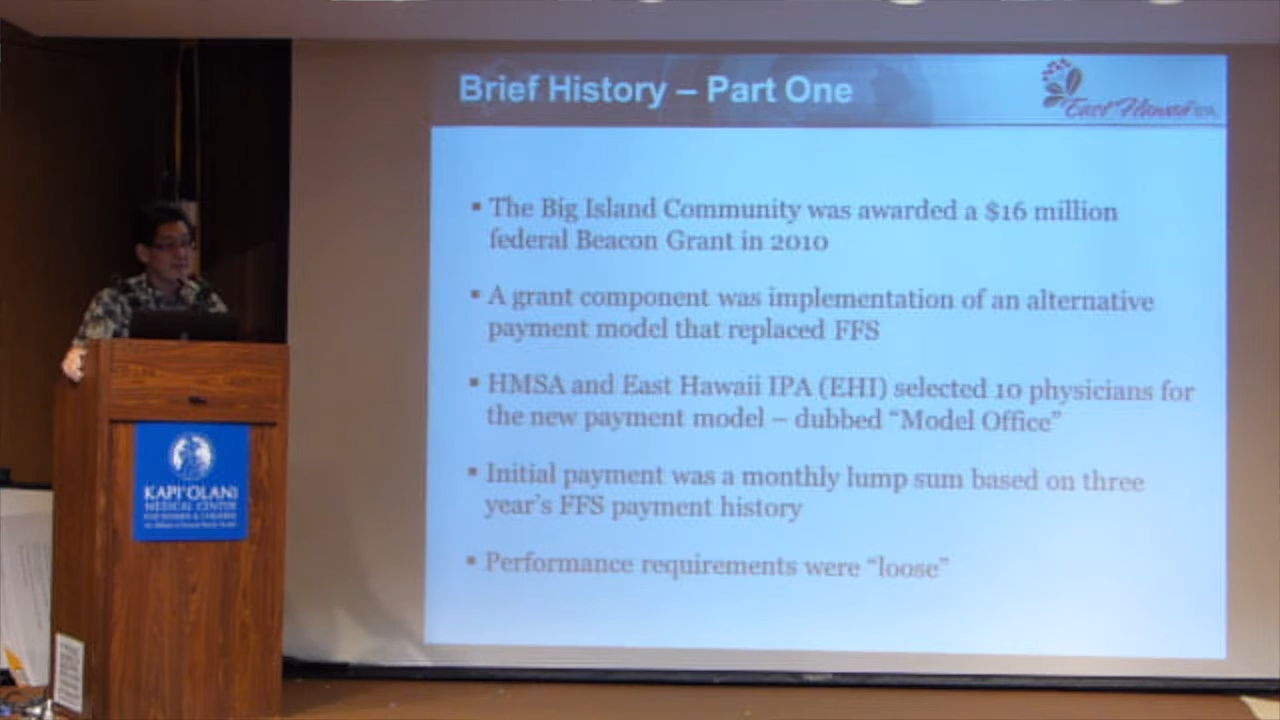 Brief History – Part One
East Hawaii IPA
▪ The Big Island Community was awarded a $16 million
federal Beacon Grant in 2010
▪ A grant component was implementation of an alternative
payment model that replaced FFS
▪ HMSA and East Hawaii IPA (EHI) selected 10 physicians for
the new payment model – dubbed “Model Office”
▪ Initial payment was a monthly lump sum based on three
year’s FFS payment history
▪ Performance requirements were “loose”
KAPI‘OLANI
MEDICAL CENTER
FOR WOMEN & CHILDREN